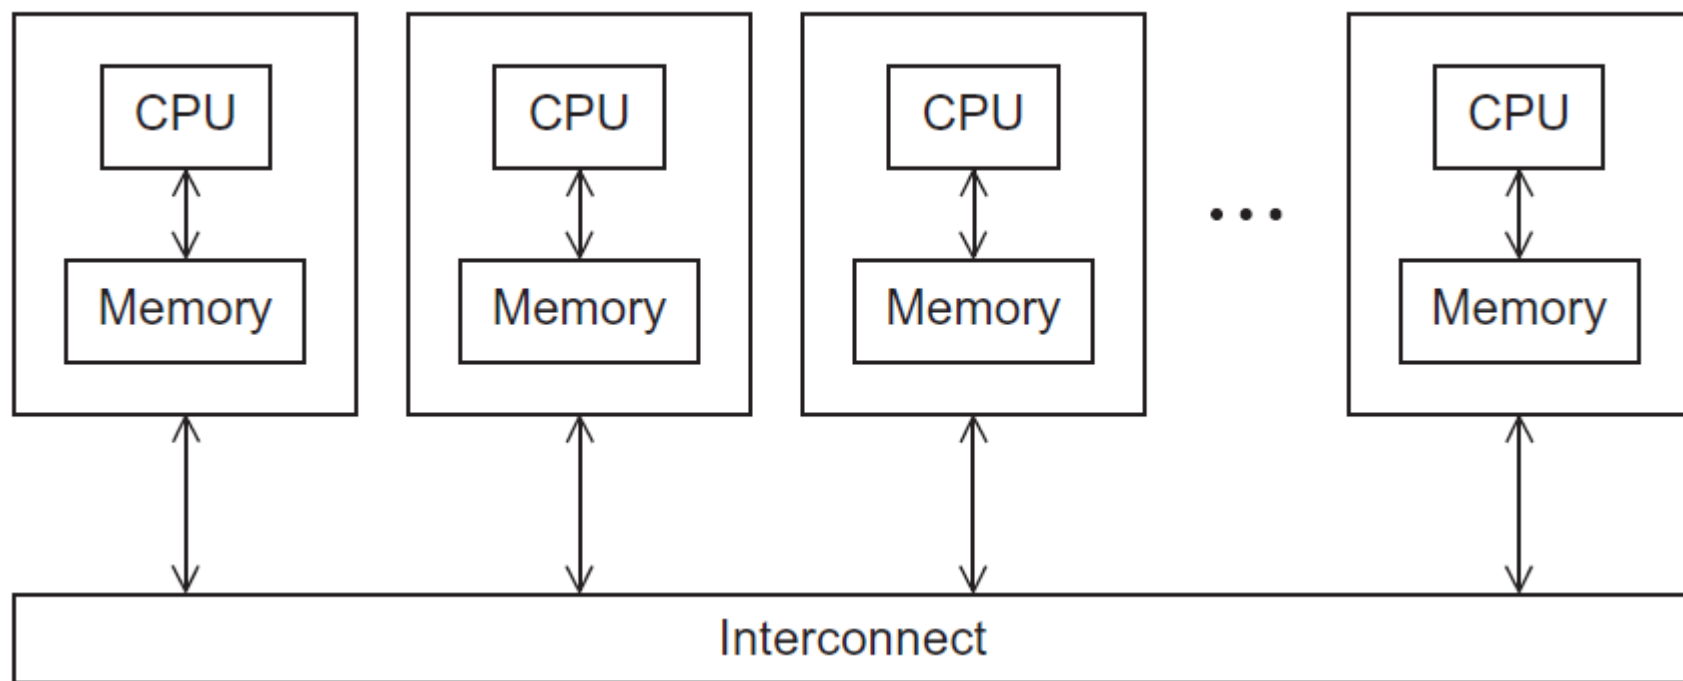 CPU
CPU
CPU
CPU
Memory
Memory
Memory
Memory
Interconnect